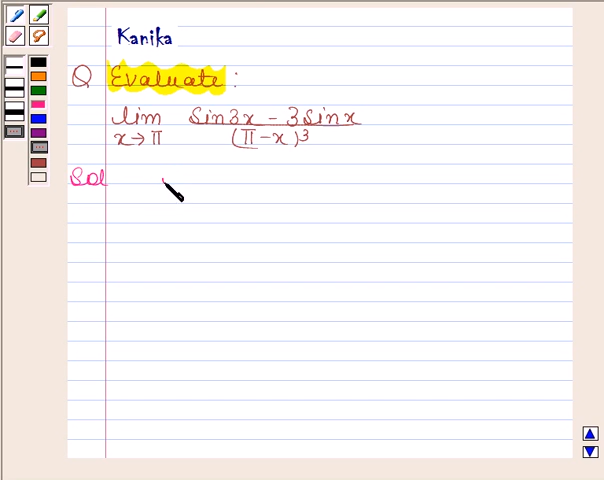 Kanika
Q Evaluate :
lim Sin3x - 3Sinx
x → π (π - x)3
Sol